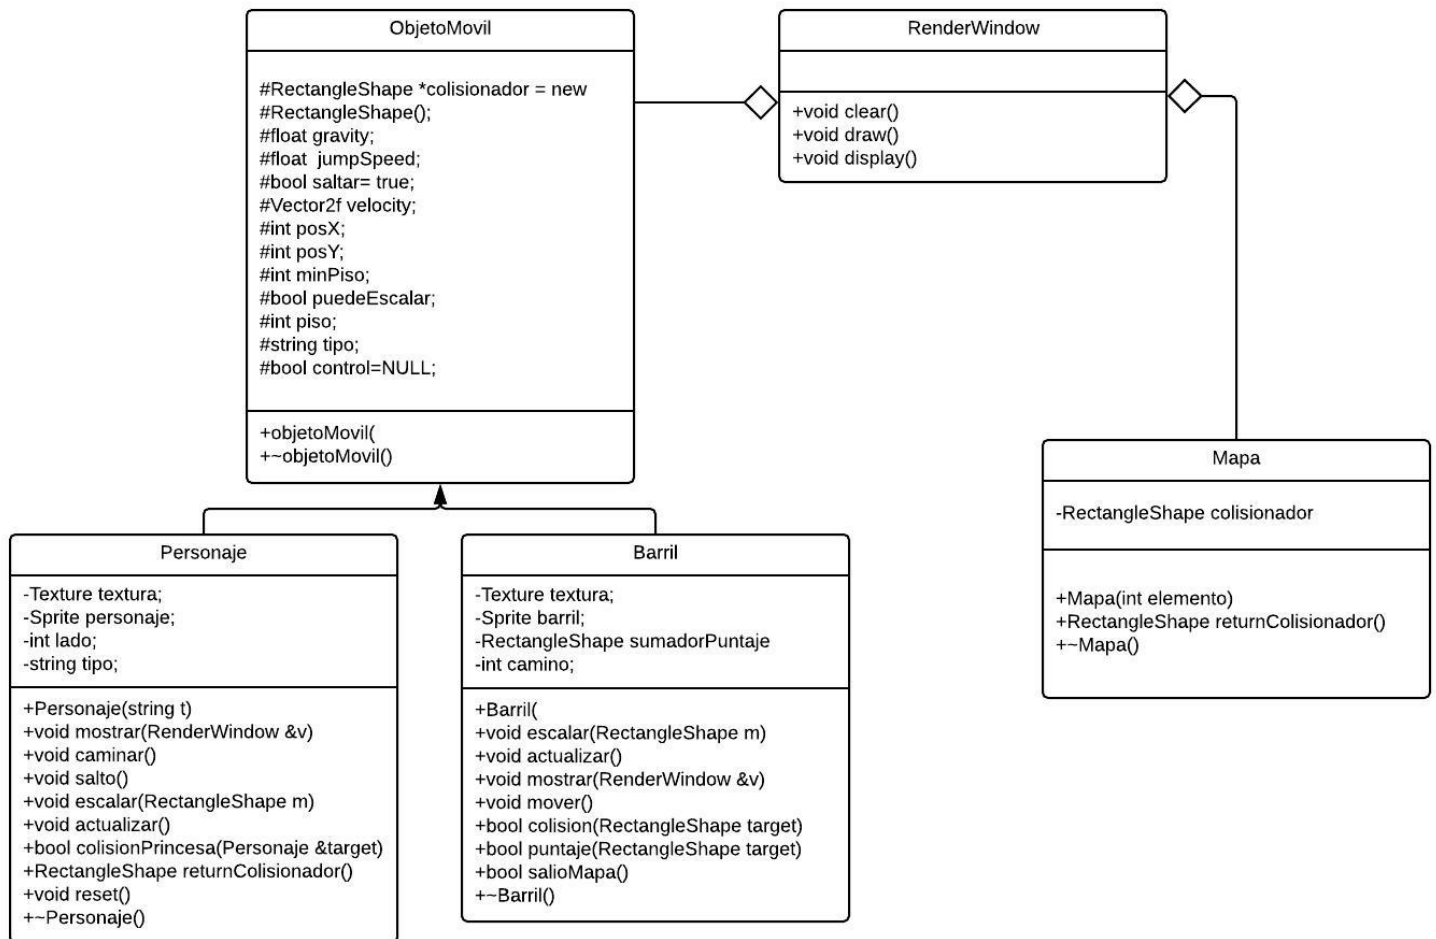 ObjetoMovil
#RectangleShape *colisionador = new
#RectangleShape();
#float gravity;
#float  jumpSpeed;
#bool saltar= true;
#Vector2f velocity;
#int posX;
#int posY;
#int minPiso;
#bool puedeEscalar;
#int piso;
#string tipo;
#bool control=NULL;
+objetoMovil(
+~objetoMovil()
RenderWindow
+void clear()
+void draw()
+void display()
Mapa
-RectangleShape colisionador
+Mapa(int elemento)
+RectangleShape returnColisionador()
+~Mapa()
Personaje
-Texture textura;
-Sprite personaje;
-int lado;
-string tipo;
+Personaje(string t)
+void mostrar(RenderWindow &v)
+void caminar()
+void salto()
+void escalar(RectangleShape m)
+void actualizar()
+bool colisionPrincesa(Personaje &target)
+RectangleShape returnColisionador()
+void reset()
+~Personaje()
Barril
-Texture textura;
-Sprite barril;
-RectangleShape sumadorPuntaje
-int camino;
+Barril(
+void escalar(RectangleShape m)
+void actualizar()
+void mostrar(RenderWindow &v)
+void mover()
+bool colision(RectangleShape target)
+bool puntaje(RectangleShape target)
+bool salioMapa()
+~Barril()